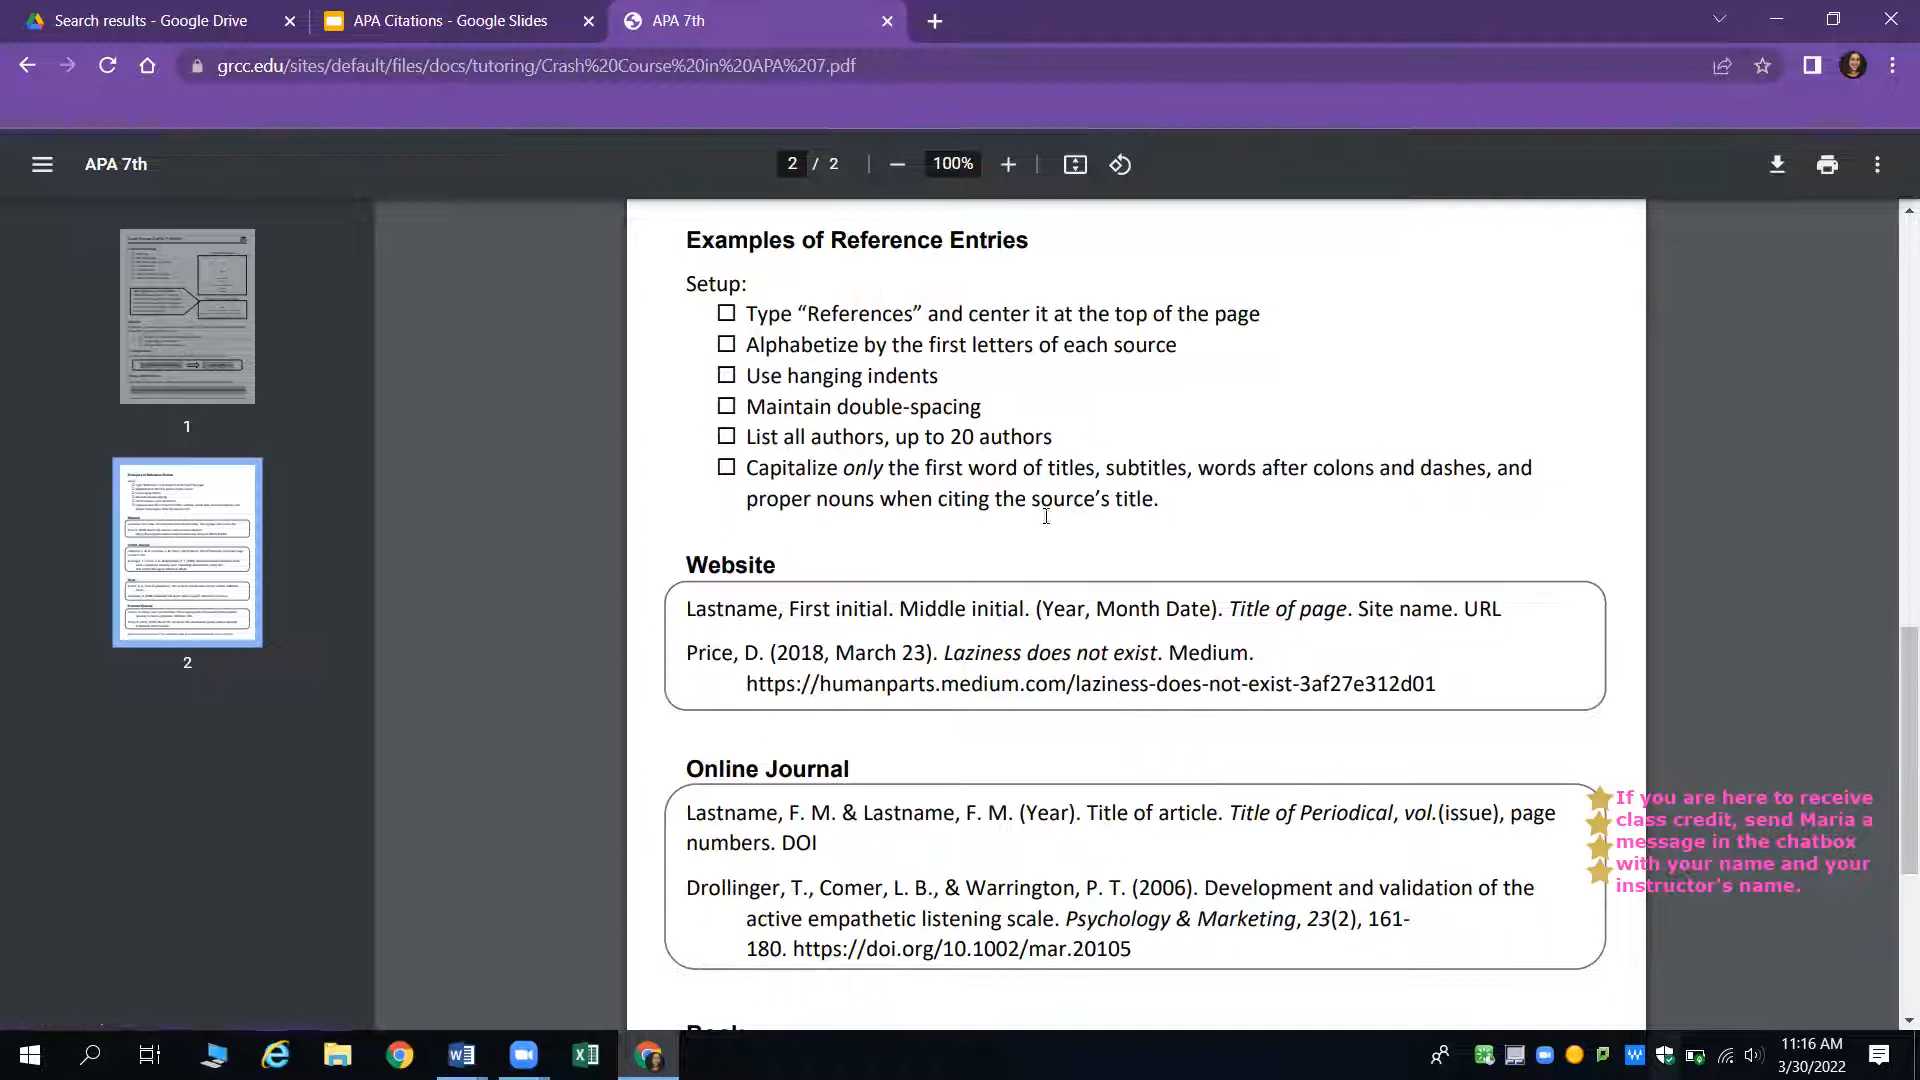 Search results - Google Drive
APA Citations - Google Slides
APA 7th
grcc.edu/sites/default/files/docs/tutoring/Crash%20Course%20in%20APA%207.pdf
APA 7th
2 / 2
100%
1
2
Examples of Reference Entries
Setup:
Type “References” and center it at the top of the page
Alphabetize by the first letters of each source
Use hanging indents
Maintain double-spacing
List all authors, up to 20 authors
Capitalize only the first word of titles, subtitles, words after colons and dashes, and
proper nouns when citing the source’s title.
Website
Lastname, First initial. Middle initial. (Year, Month Date). Title of page. Site name. URL
Price, D. (2018, March 23). Laziness does not exist. Medium.
https://humanparts.medium.com/laziness-does-not-exist-3af27e312d01
Online Journal
Lastname, F. M. & Lastname, F. M. (Year). Title of article. Title of Periodical, vol.(issue), page
numbers. DOI
Drollinger, T., Comer, L. B., & Warrington, P. T. (2006). Development and validation of the
active empathetic listening scale. Psychology & Marketing, 23(2), 161-
180. https://doi.org/10.1002/mar.20105
If you are here to receive
class credit, send Maria a
message in the chatbox
with your name and your
instructor's name.
11:16 AM
3/30/2022